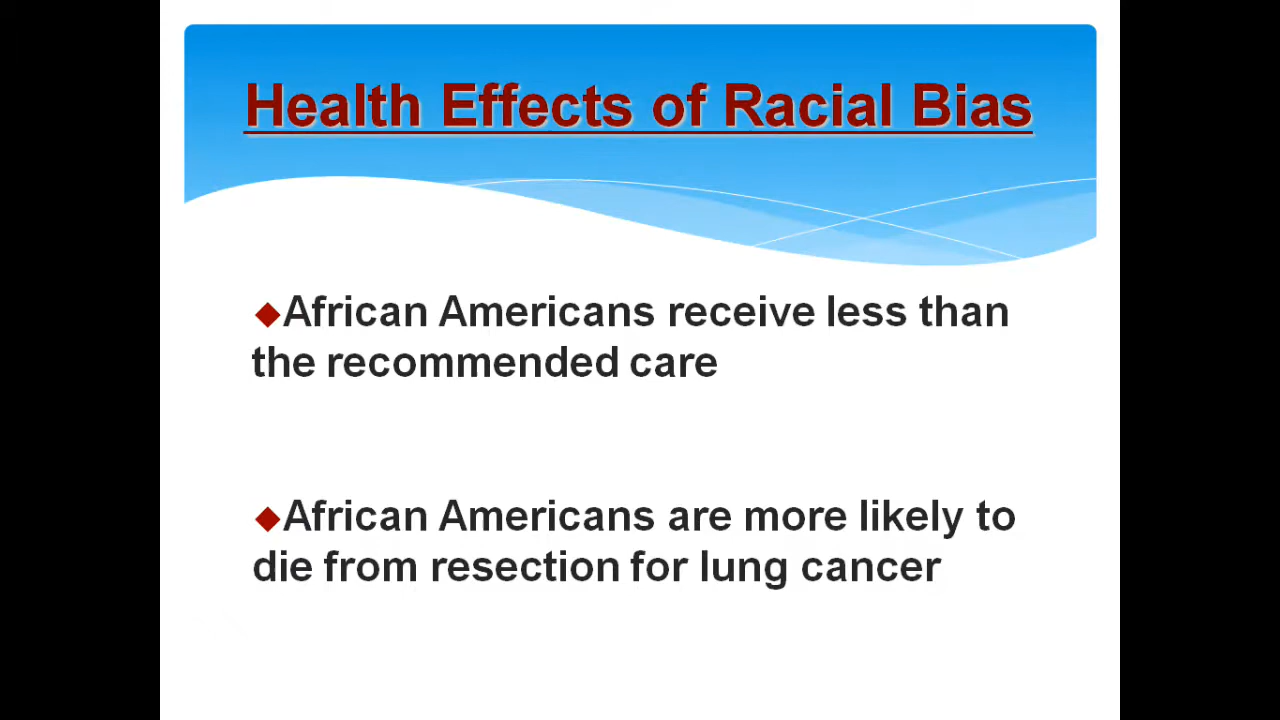 Health Effects of Racial Bias
◆African Americans receive less than
the recommended care
◆African Americans are more likely to
die from resection for lung cancer